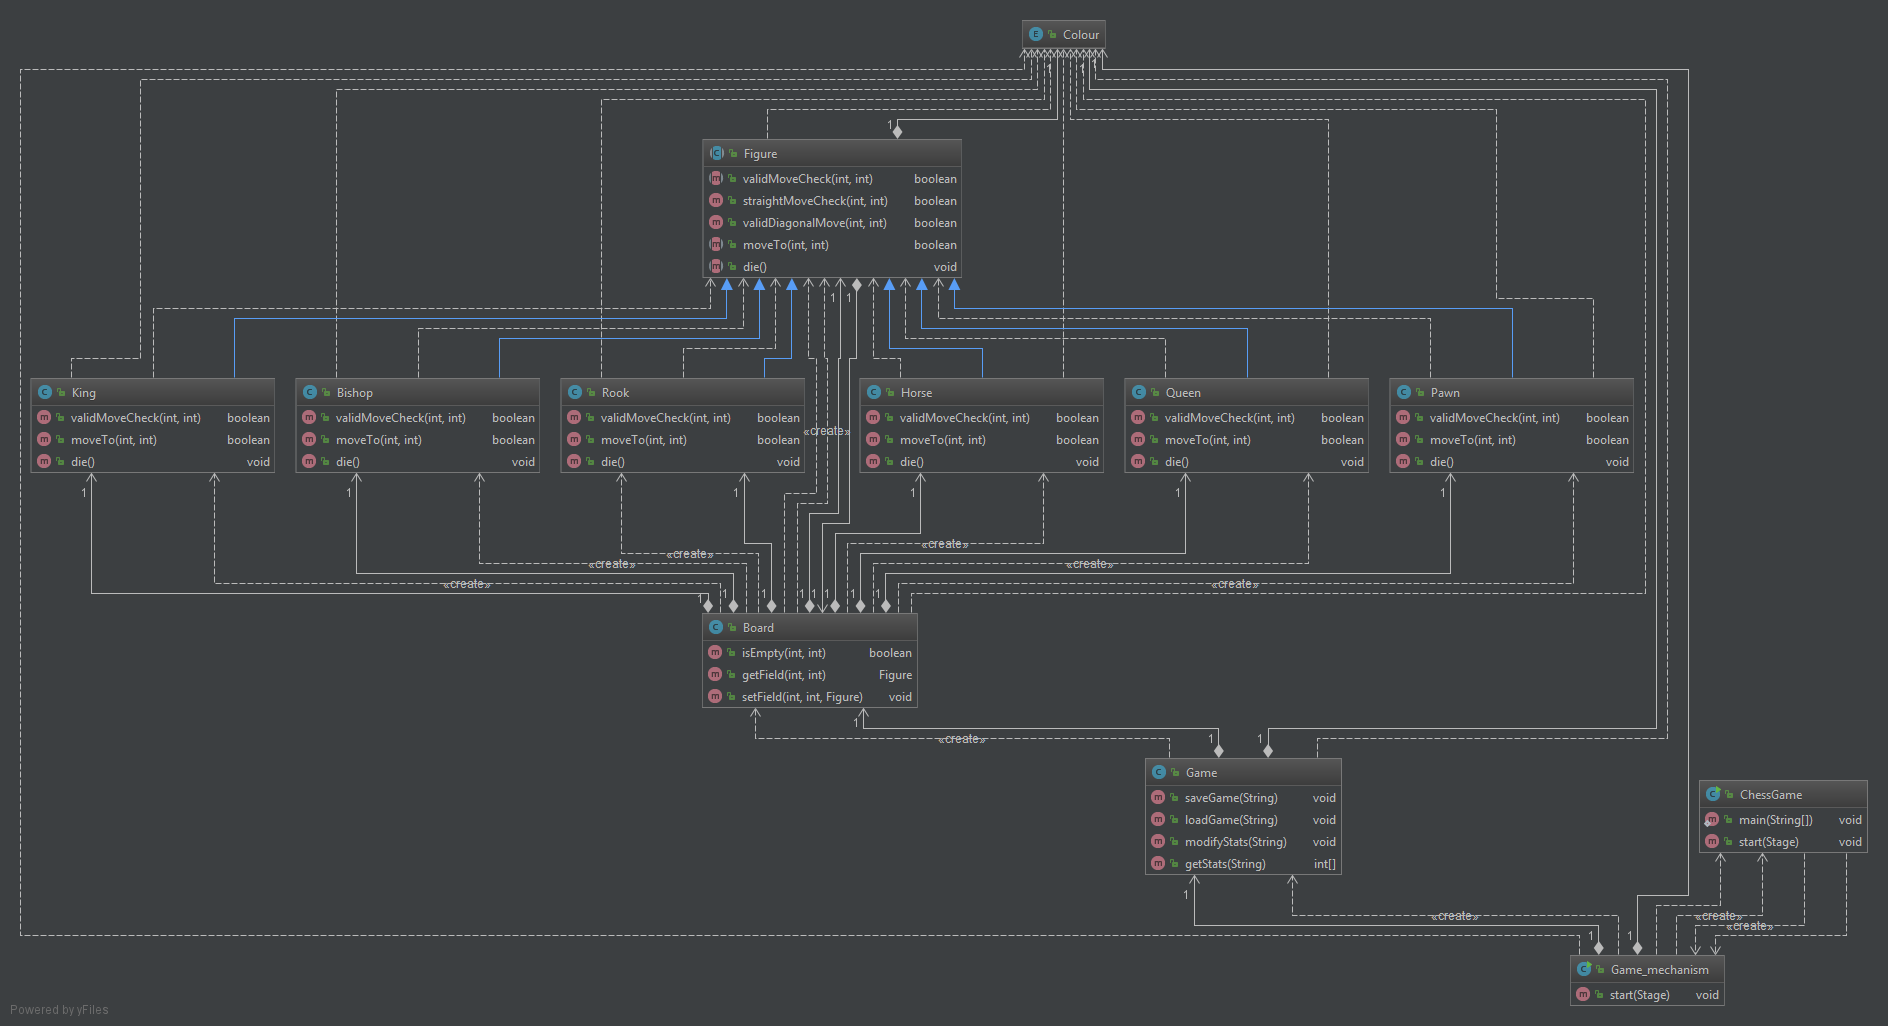 E Colour
1 1 1
1
C Figure
m validMoveCheck(int, int) boolean
m straightMoveCheck(int, int) boolean
m validDiagonalMove(int, int) boolean
m moveTo(int, int) boolean
m die() void
1 1
C King
m validMoveCheck(int, int) boolean
m moveTo(int, int) boolean
m die() void
C Bishop
m validMoveCheck(int, int) boolean
m moveTo(int, int) boolean
m die() void
C Rook
m validMoveCheck(int, int) boolean
m moveTo(int, int) boolean
m die() void
«create»
C Horse
m validMoveCheck(int, int) boolean
m moveTo(int, int) boolean
m die() void
C Queen
m validMoveCheck(int, int) boolean
m moveTo(int, int) boolean
m die() void
C Pawn
m validMoveCheck(int, int) boolean
m moveTo(int, int) boolean
m die() void
1 1 1 1 1 1
«create»
«create»
«create» «create»
«create» «create»
1 1 1 1 1 1 1 1
C Board
m isEmpty(int, int) boolean
m getField(int, int) Figure
m setField(int, int, Figure) void
1 «create» 1 1
C Game
m saveGame(String) void
m loadGame(String) void
m modifyStats(String) void
m getStats(String) int[]
C ChessGame
m main(String[]) void
m start(Stage) void
1
«create» «create»
«create»
1 1
C Game_mechanism
m start(Stage) void
Powered by yFiles